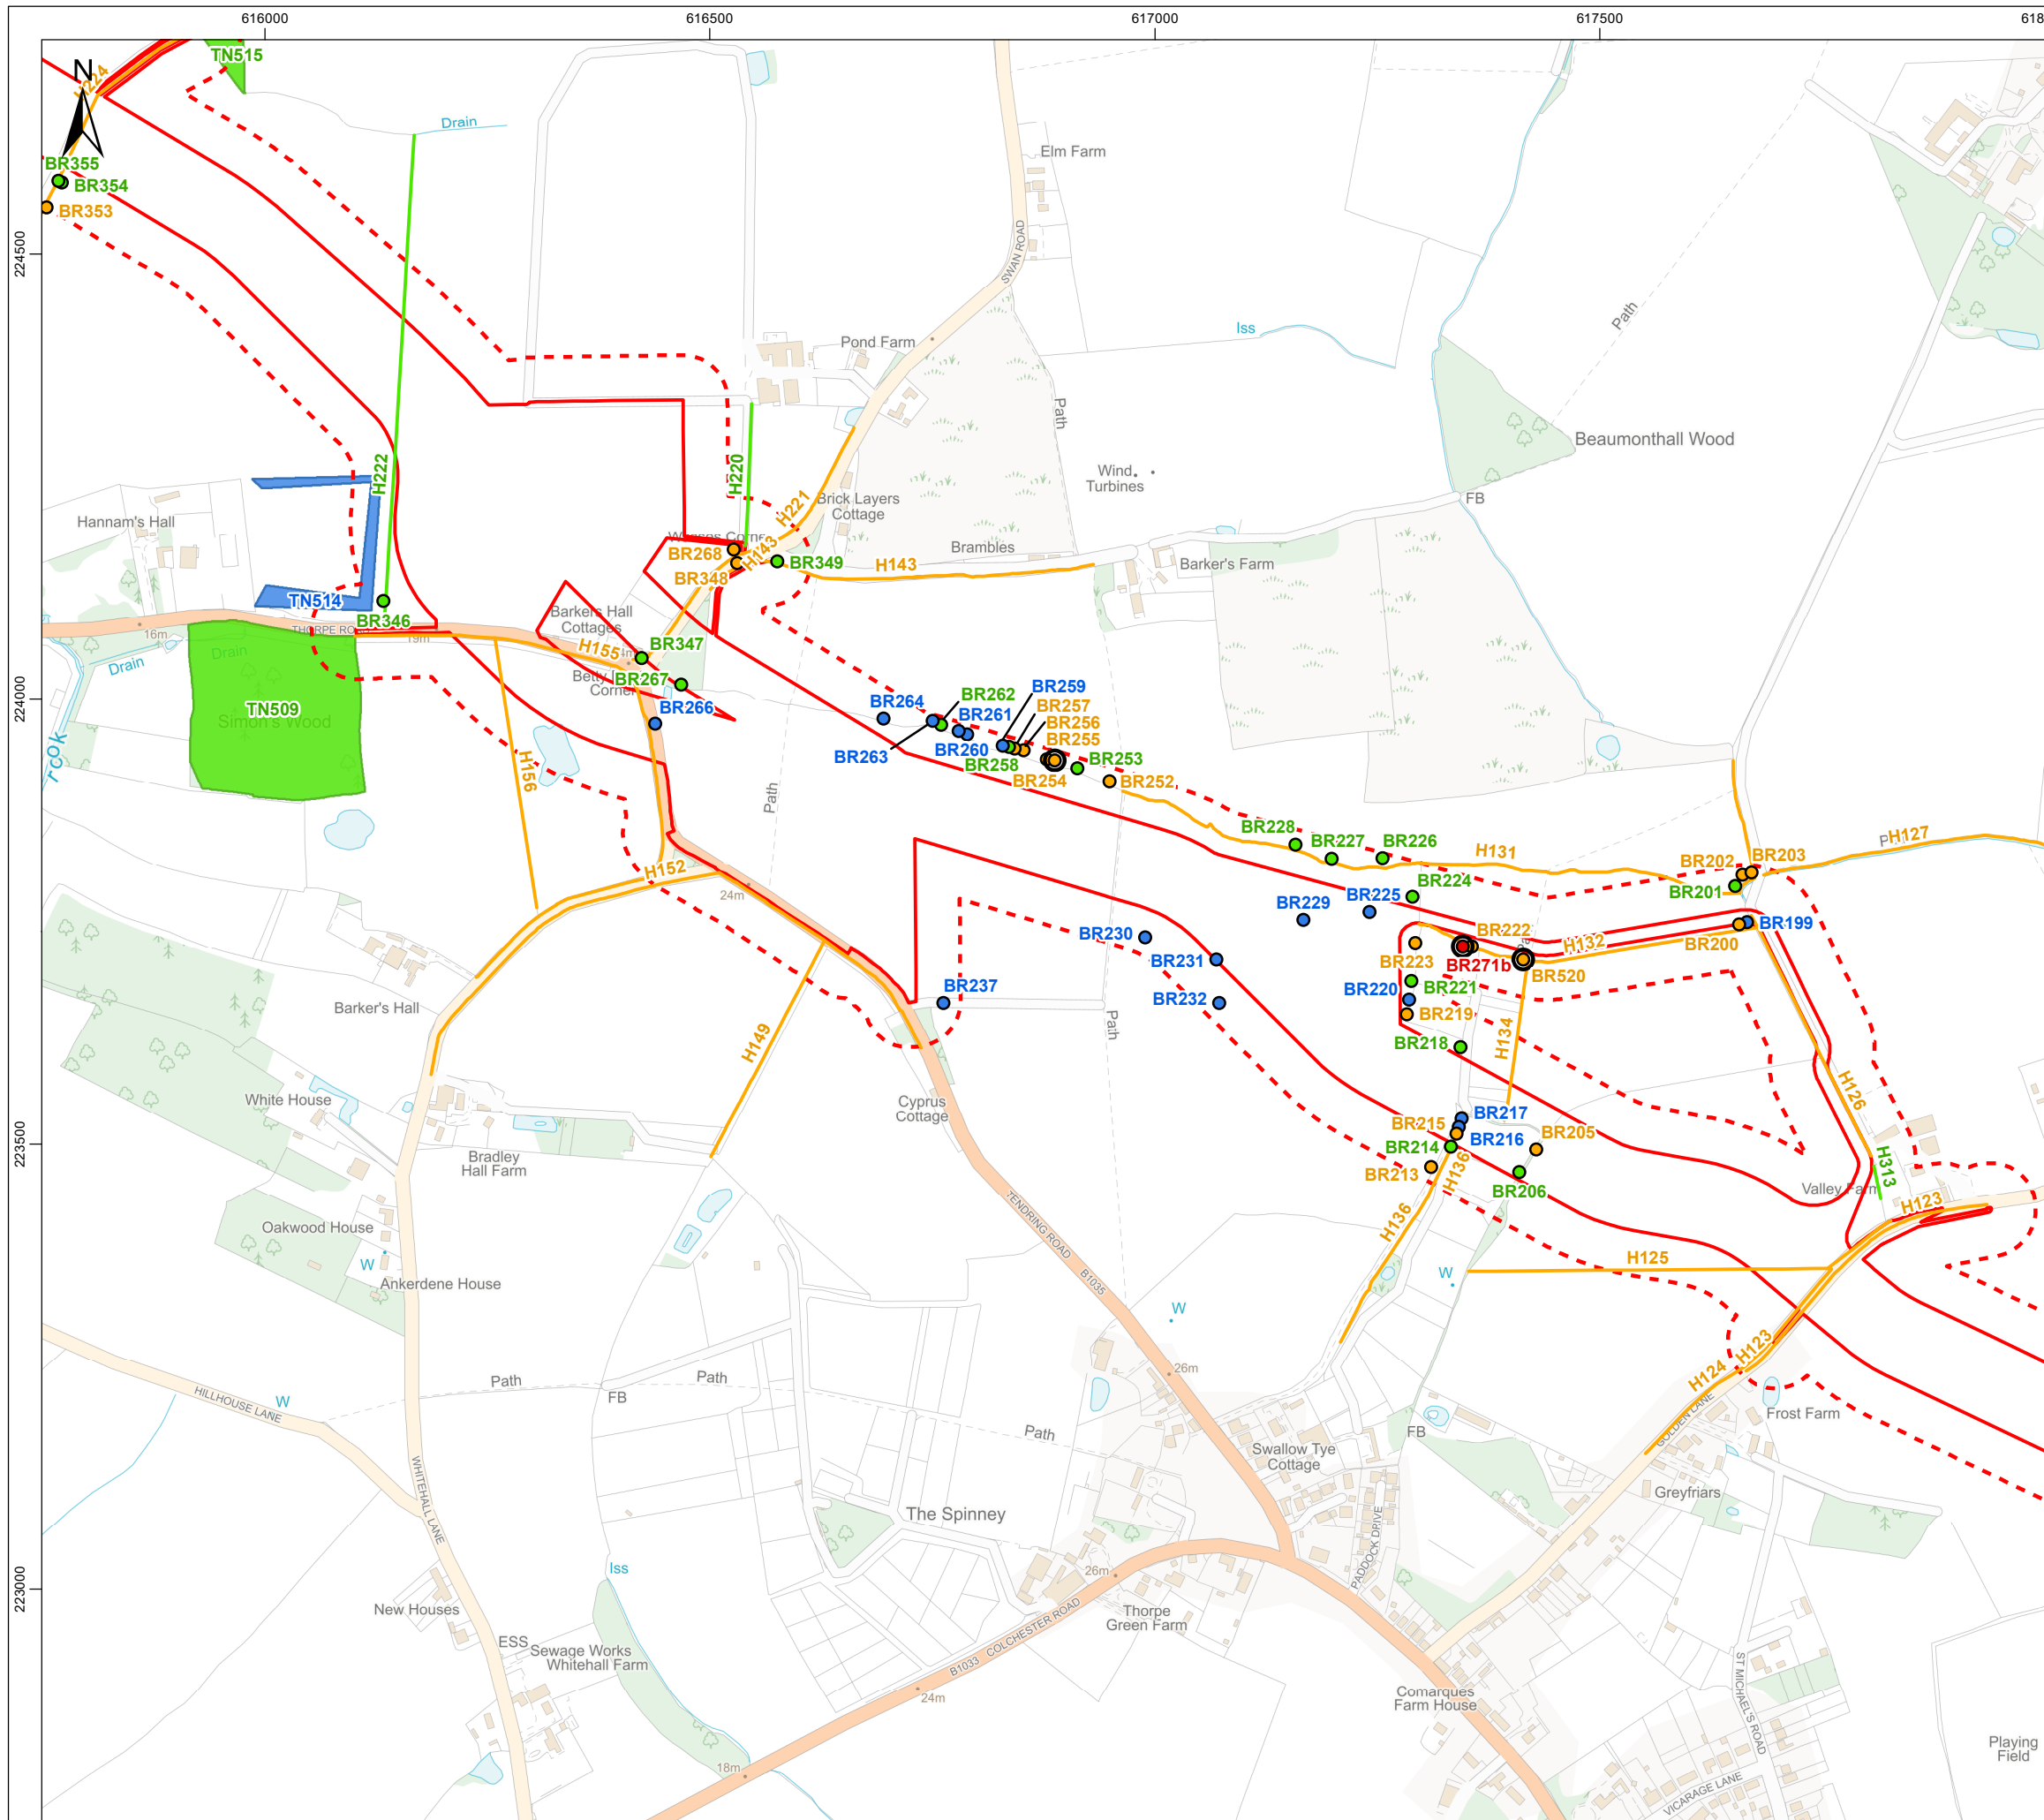 616000
616500
617000
617500
618
TN515
H224
N
Drain
BR355
BR354
BR353
Elm Farm
224500
SWAN ROAD
Path
Iss
Pond Farm
Path
Beaumonthall Wood
H222
H220
Wind
Turbines
FB
Hannam's Hall
H221
Brick Layers
Cottage
BR268
H143
Brambles
BR349
H143
Barker's Farm
BR348
TN514
BR346
Barkers Hall
Cottages
16m
THORPE RO
19m
Drain
Drain
H155
BR347
BR267
Corner
224000
TN509
Simon's Wood
BR266
BR264
BR262
BR259
BR261
BR257
BR256
BR255
BR263
BR260
BR258
BR253
BR254
BR252
H156
Path
BR228
BR227
BR226
H131
H127
BR202
BR203
H152
24m
BR224
BR201
BR225
BR229
BR199
BR222
H132
BR200
BR230
BR223
BR231
BR271b
BR520
BR221
BR220
BR237
BR232
BR219
Barker's Hall
Path
H149
H134
BR218
White House
Cyprus
Cottage
H126
BR217
BR215
BR216
BR205
223500
BR214
H136
BR213
BR206
H313
Bradley
Hall Farm
Valley Farm
H123
Oakwood House
H136
TENDRING ROAD
B1035
H125
W
W
Ankerdene House
W
26m
H123
H124
Path
Path
FB
HILLHOUSE LANE
W
GOLDEN LANE
Frost Farm
Path
FB
Swallow Tye
Cottage
WHITEHALL LANE
Greyfriars
The Spinney
PADDOCK DRIVE
Iss
26m
223000
New Houses
Thorpe
Green Farm
ESS
Sewage Works
Whitehall Farm
B1033
COLCHESTER ROAD
ST MICHAEL'S ROAD
24m
Comarques
Farm House
Playing
Field
18m
VICARAGE LANE